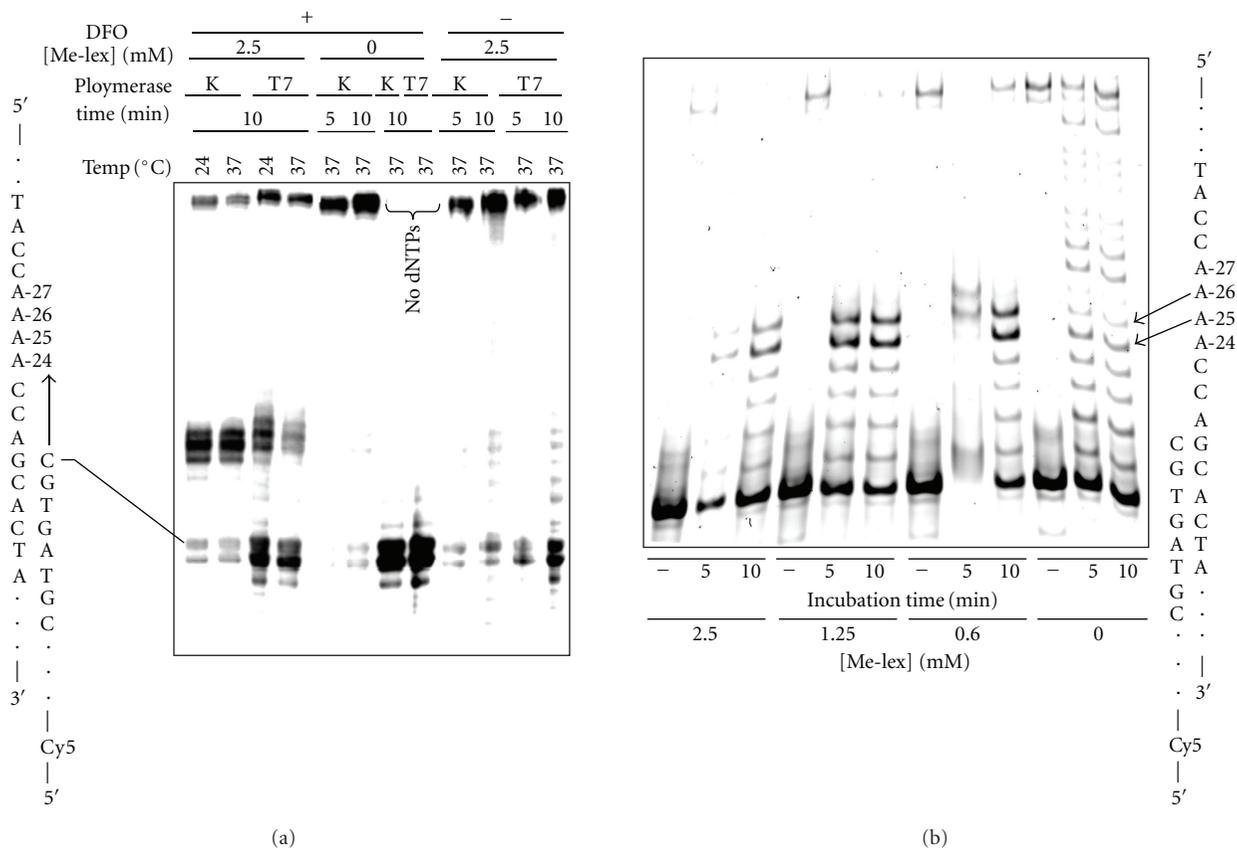 + −
DFO
[Me-lex] (mM) 2.5 0 2.5
Ploymerase K T7 K K T7 K T7
time (min) 10 5 10 10 5 10 5 10
Temp (°C) 24 37 24 37 37 37 37 37 37 37 37 37
No dNTPs
5′
|
·
·
T
A
C
C
A-27
A-26
A-25
A-24
C
C
A
G
C
A
C
T
A
·
·
|
3′
C
G
T
G
A
T
G
C
·
·
·
|
Cy5
|
5′
(a)
− 5 10 − 5 10 − 5 10 − 5 10
Incubation time (min)
2.5 1.25 0.6 0
[Me-lex] (mM)
5′
|
·
·
T
A
C
C
A-27
A-26
A-25
A-24
C
C
A
G
C
A
C
T
A
·
·
·
|
3′
C
G
T
G
A
T
G
C
·
·
|
Cy5
|
5′
(b)